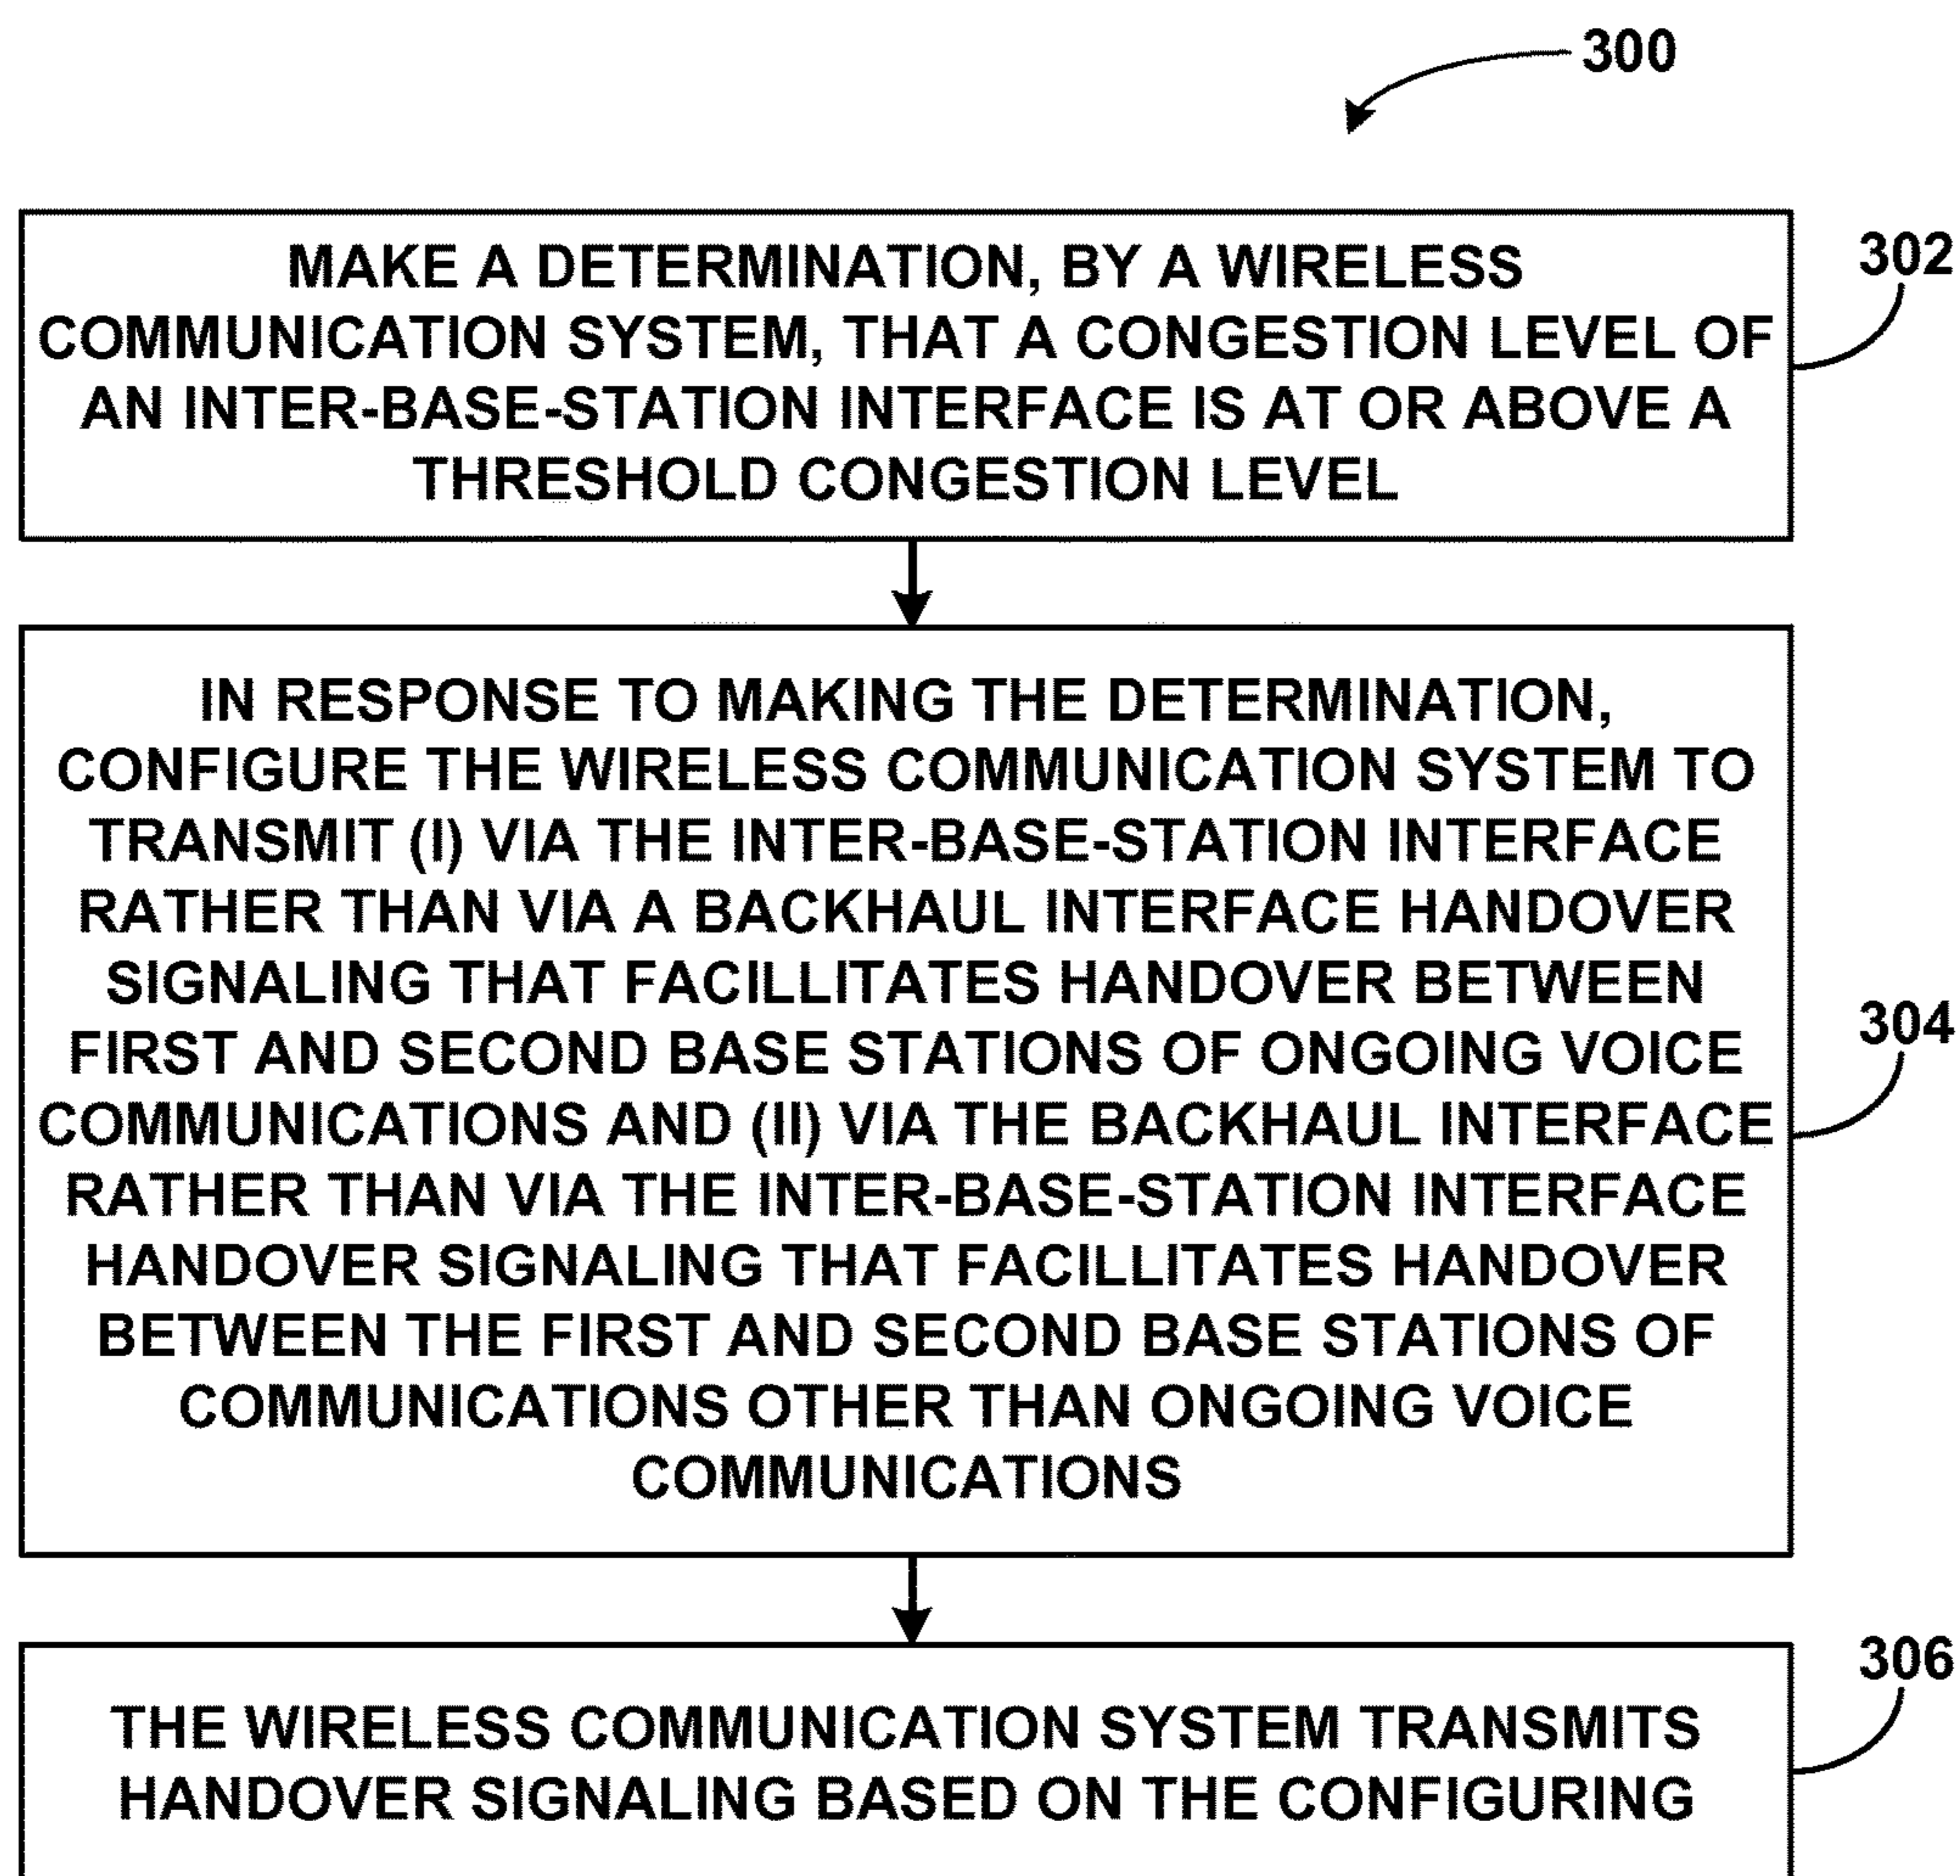 300
MAKE A DETERMINATION, BY A WIRELESS
COMMUNICATION SYSTEM, THAT A CONGESTION LEVEL OF
AN INTER-BASE-STATION INTERFACE IS AT OR ABOVE A
THRESHOLD CONGESTION LEVEL
302
IN RESPONSE TO MAKING THE DETERMINATION,
CONFIGURE THE WIRELESS COMMUNICATION SYSTEM TO
TRANSMIT (I) VIA THE INTER-BASE-STATION INTERFACE
RATHER THAN VIA A BACKHAUL INTERFACE HANDOVER
SIGNALING THAT FACILLITATES HANDOVER BETWEEN
FIRST AND SECOND BASE STATIONS OF ONGOING VOICE
COMMUNICATIONS AND (II) VIA THE BACKHAUL INTERFACE
RATHER THAN VIA THE INTER-BASE-STATION INTERFACE
HANDOVER SIGNALING THAT FACILLITATES HANDOVER
BETWEEN THE FIRST AND SECOND BASE STATIONS OF
COMMUNICATIONS OTHER THAN ONGOING VOICE
COMMUNICATIONS
304
THE WIRELESS COMMUNICATION SYSTEM TRANSMITS
HANDOVER SIGNALING BASED ON THE CONFIGURING
306